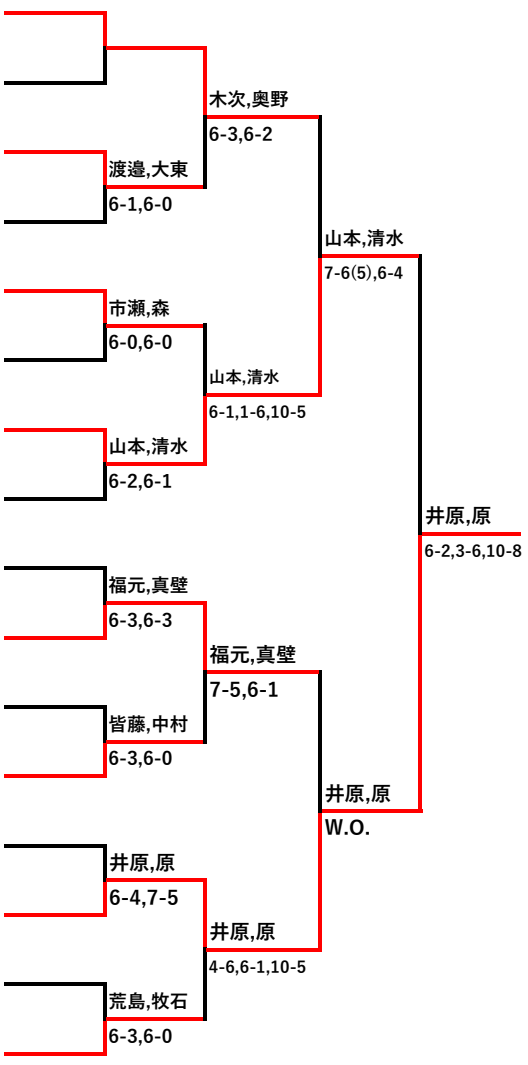 木次,奥野
6-3,6-2
渡邉,大東
6-1,6-0
山本,清水
7-6(5),6-4
市瀬,森
6-0,6-0
山本,清水
6-1,1-6,10-5
山本,清水
6-2,6-1
井原,原
6-2,3-6,10-8
福元,真壁
6-3,6-3
福元,真壁
7-5,6-1
皆藤,中村
6-3,6-0
井原,原
W.O.
井原,原
6-4,7-5
井原,原
4-6,6-1,10-5
荒島,牧石
6-3,6-0